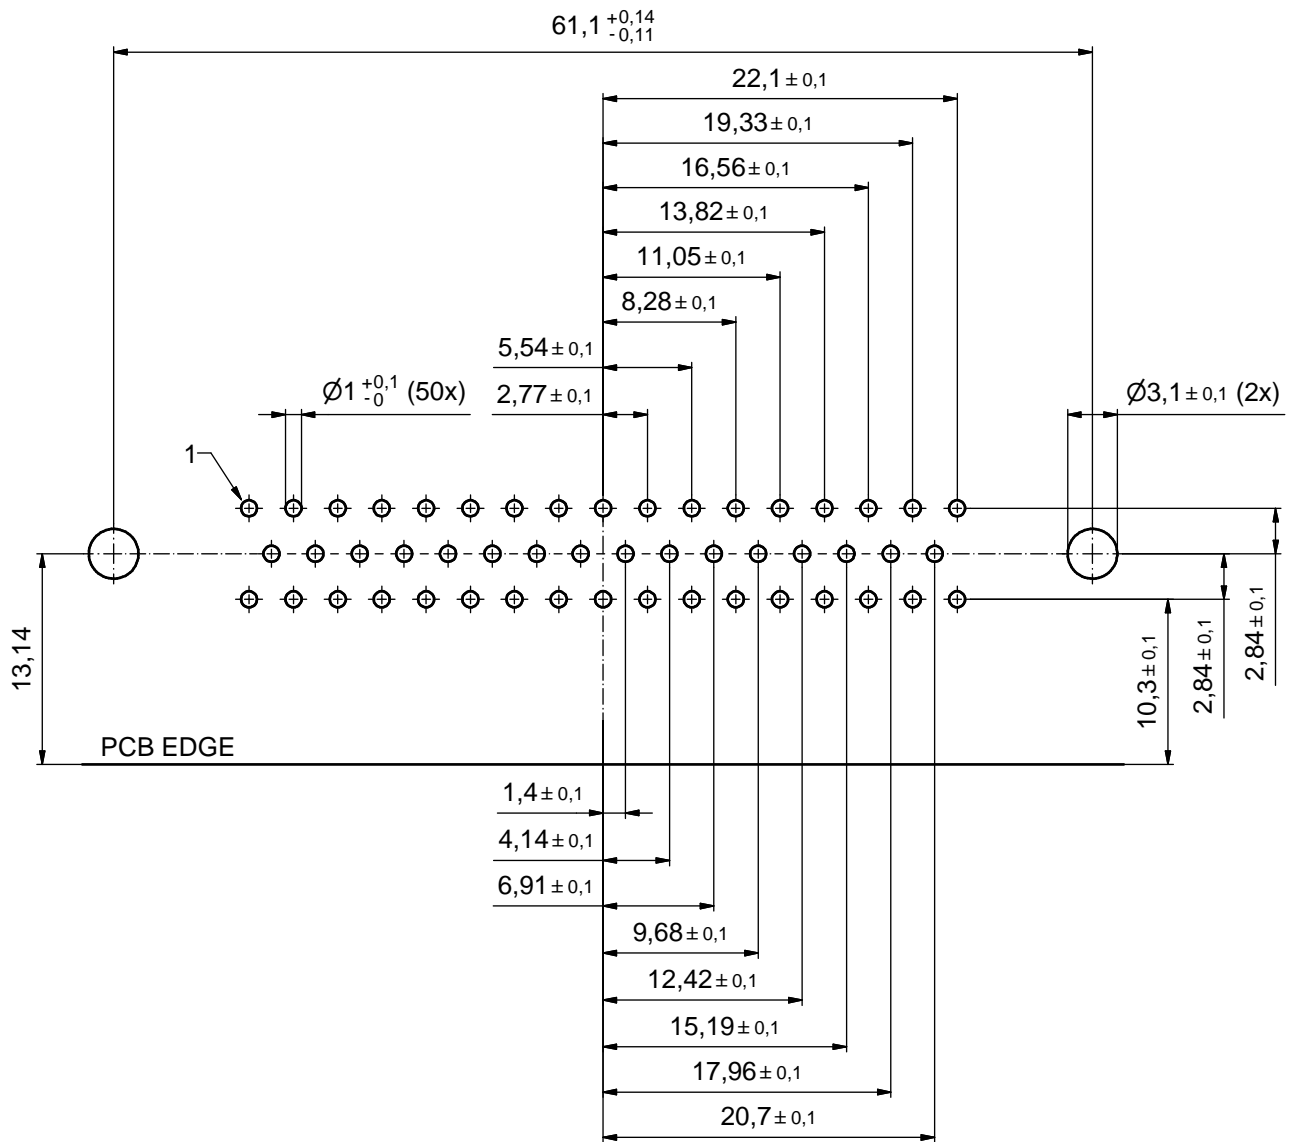 61,1 +0,14 -0,11
22,1 ± 0,1
19,33 ± 0,1
16,56 ± 0,1
13,82 ± 0,1
11,05 ± 0,1
8,28 ± 0,1
5,54 ± 0,1
Ø1 +0,1 -0 (50x)
2,77 ± 0,1
Ø3,1 ± 0,1 (2x)
1
13,14
10,3 ± 0,1
2,84 ± 0,1
2,84 ± 0,1
PCB EDGE
1,4 ± 0,1
4,14 ± 0,1
6,91 ± 0,1
9,68 ± 0,1
12,42 ± 0,1
15,19 ± 0,1
17,96 ± 0,1
20,7 ± 0,1